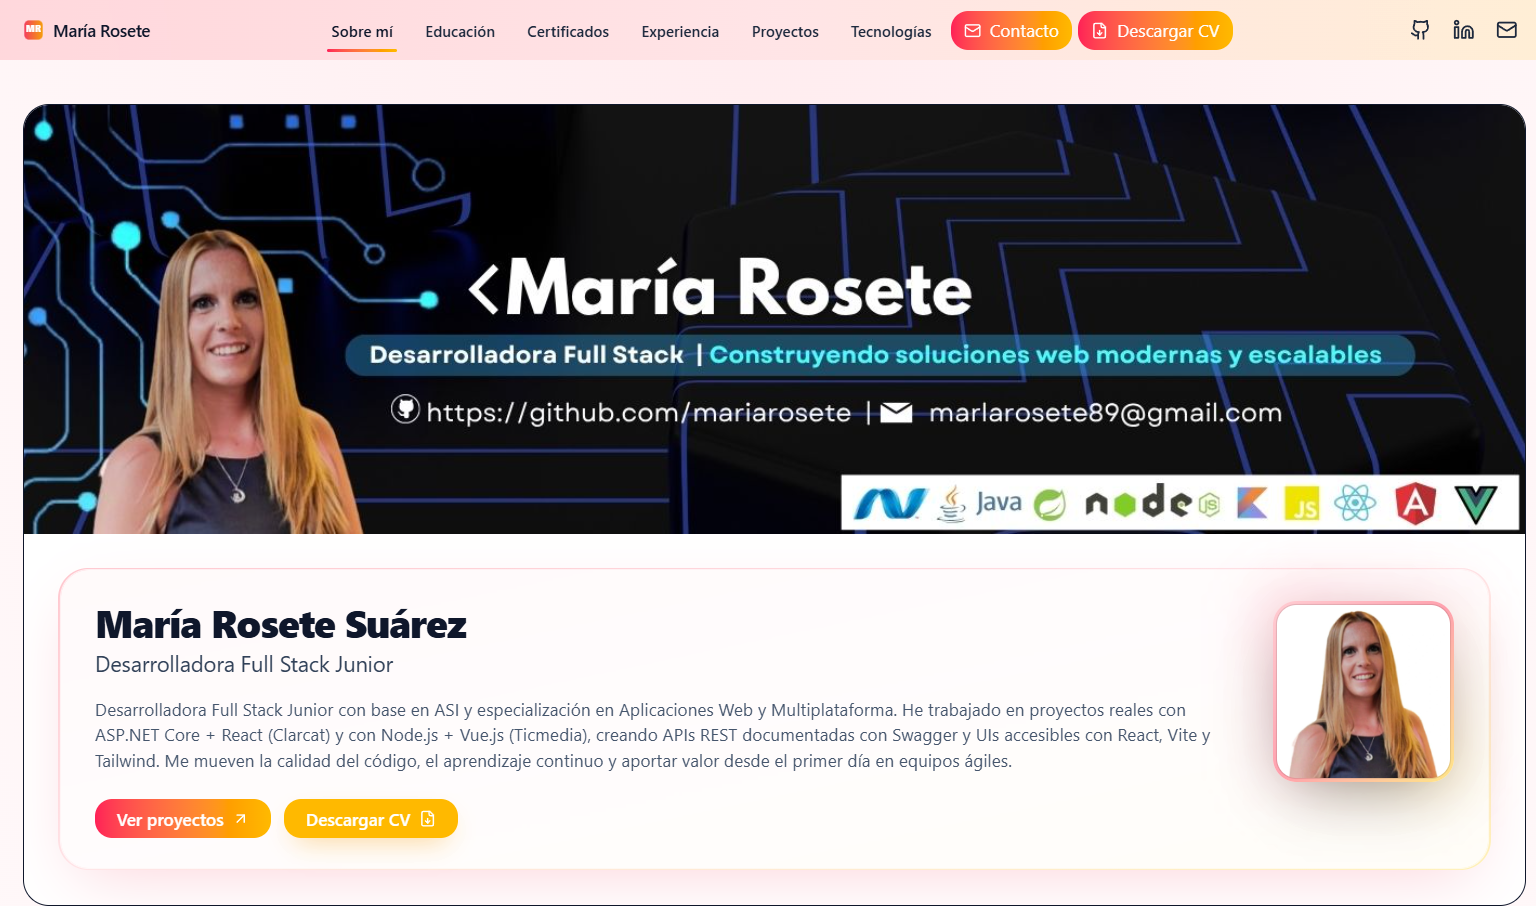 MR María Rosete
Sobre mí Educación Certificados Experiencia Proyectos Tecnologías Contacto Descargar CV
<María Rosete
Desarrolladora Full Stack | Construyendo soluciones web modernas y escalables
https://github.com/mariarosete | marlarosete89@gmail.com
Java node JS JS A
María Rosete Suárez
Desarrolladora Full Stack Junior
Desarrolladora Full Stack Junior con base en ASI y especialización en Aplicaciones Web y Multiplataforma. He trabajado en proyectos reales con
ASP.NET Core + React (Clarcat) y con Node.js + Vue.js (Ticmedia), creando APIs REST documentadas con Swagger y UIs accesibles con React, Vite y
Tailwind. Me mueven la calidad del código, el aprendizaje continuo y aportar valor desde el primer día en equipos ágiles.
Ver proyectos Descargar CV